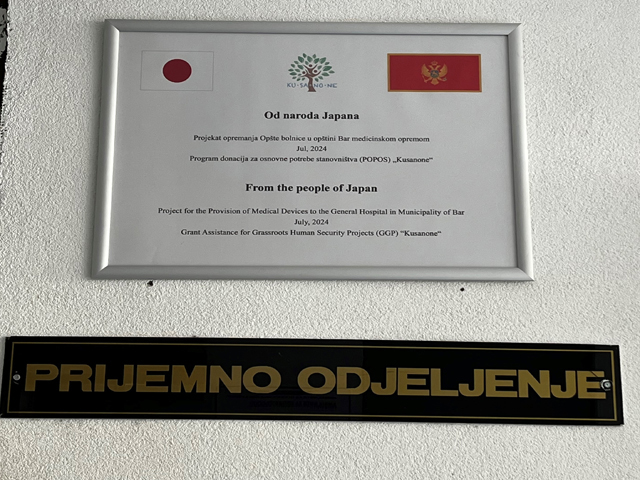 KU·SA·NO·NE
Od naroda Japana
Projekat opremanja Opšte bolnice u opštini Bar medicinskom opremom
Jul, 2024
Program donacija za osnovne potrebe stanovništva (POPOS) „Kusanone“
From the people of Japan
Project for the Provision of Medical Devices to the General Hospital in Municipality of Bar
July, 2024
Grant Assistance for Grassroots Human Security Projects (GGP) “Kusanone“
PRIJEMNO ODJELJENJE